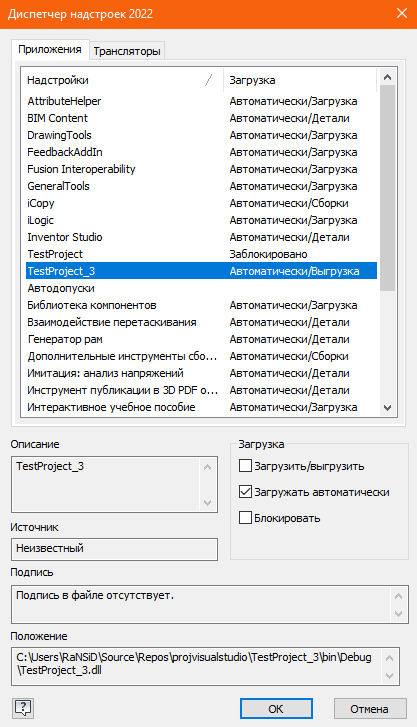 Диспетчер надстроек 2022
Приложения Трансляторы
Надстройки Загрузка
AttributeHelper Автоматически/Загрузка
BIM Content Автоматически/Детали
DrawingTools Автоматически/Загрузка
FeedbackAddIn Автоматически/Загрузка
Fusion Interoperability Автоматически/Загрузка
GeneralTools Автоматически/Загрузка
iCopy Автоматически/Сборки
iLogic Автоматически/Загрузка
Inventor Studio Автоматически/Детали
TestProject Заблокировано
TestProject_3 Автоматически/Выгрузка
Автодопуски
Библиотека компонентов Автоматически/Загрузка
Взаимодействие перетаскивания Автоматически/Детали
Генератор рам Автоматически/Детали
Дополнительные инструменты сбо... Автоматически/Сборки
Имитация: анализ напряжений Автоматически/Детали
Инструмент публикации в 3D PDF о... Автоматически/Детали
Интерактивное учебное пособие Автоматически/Загрузка
Описание
TestProject_3
Загрузка
Загрузить/выгрузить
Загружать автоматически
Блокировать
Источник
Неизвестный
Подпись
Подпись в файле отсутствует.
Положение
C:\Users\RaNSiD\Source\Repos\projvisualstudio\TestProject_3\bin\Debug
\TestProject_3.dll
?
OK Отмена